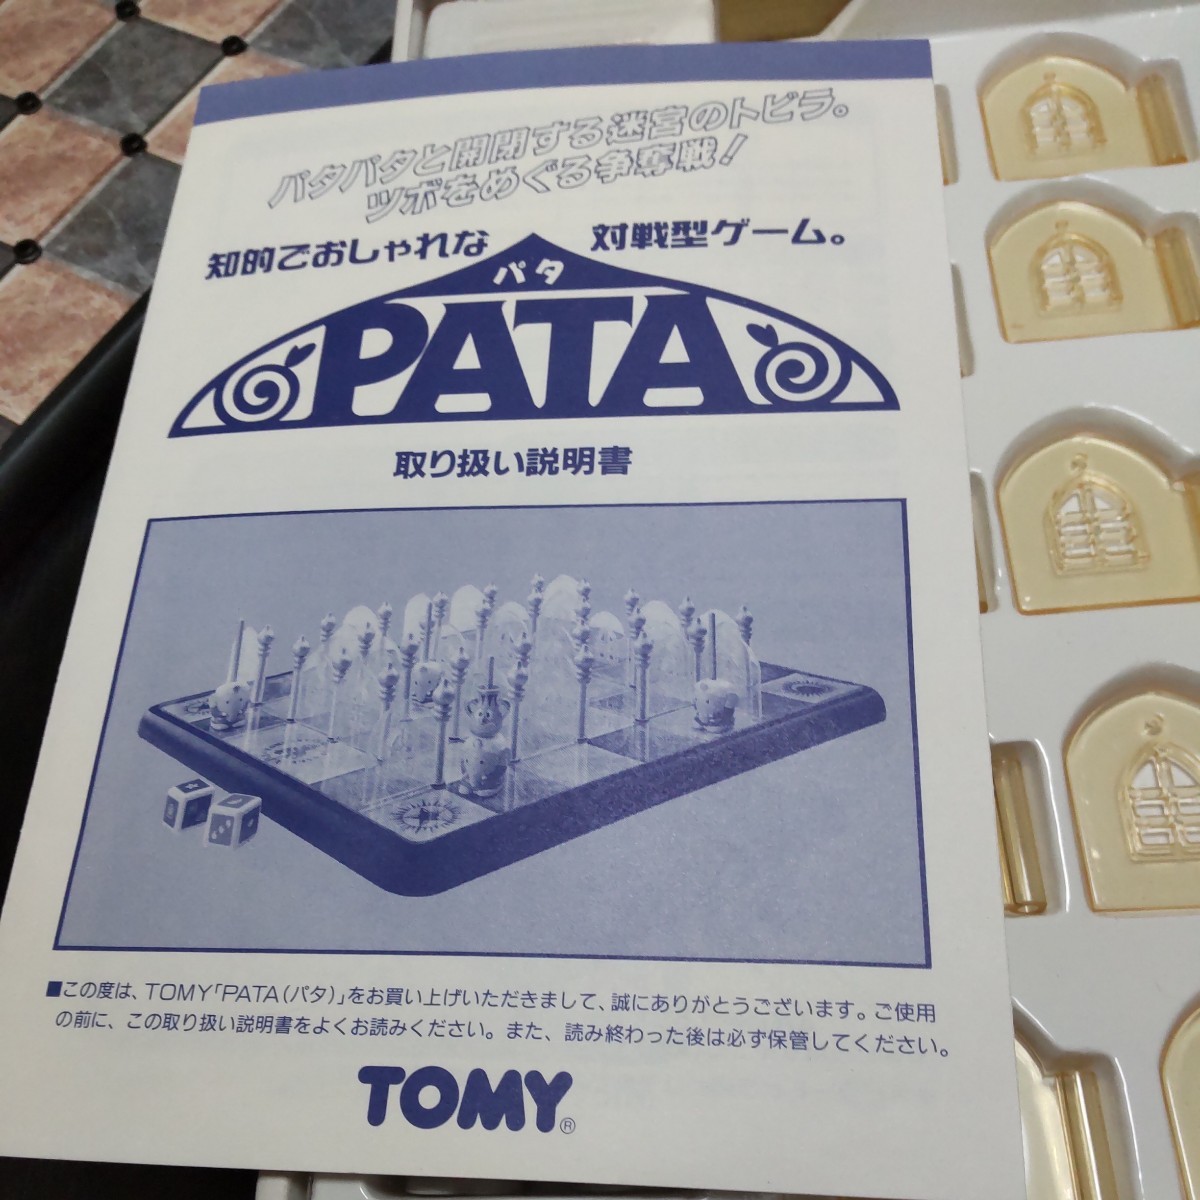 パタパタと開閉する迷宮のトビラ。
ツボをめぐる争奪戦！
知的でおしゃれな 対戦型ゲーム。
パタ
PATA
取り扱い説明書
■この度は、TOMY「PATA(パタ)」をお買い上げいただきまして、誠にありがとうございます。ご使用
の前に、この取り扱い説明書をよくお読みください。また、読み終わった後は必ず保管してください。
TOMY®